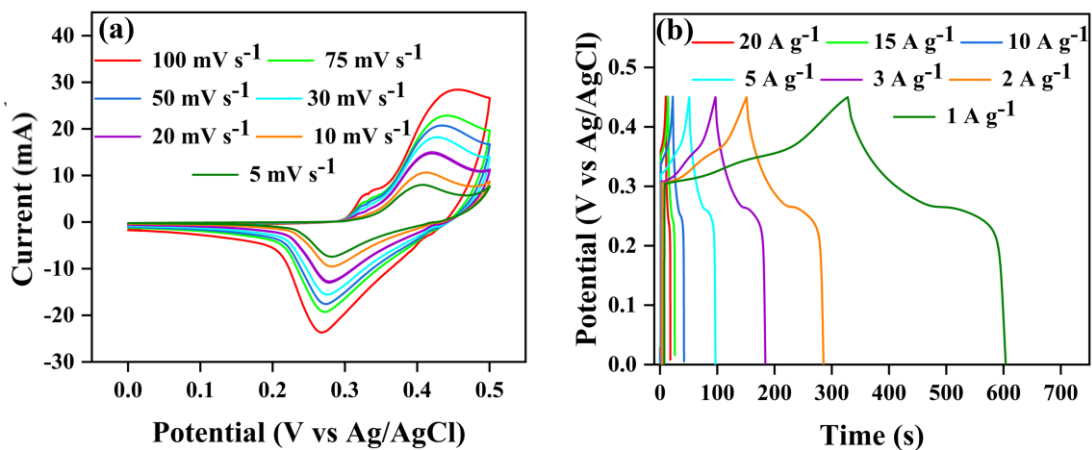 (a)
100 mV s-1
75 mV s-1
50 mV s-1
30 mV s-1
20 mV s-1
10 mV s-1
5 mV s-1
Current (mA)
40
30
20
10
0
-10
-20
-30
0.0
0.1
0.2
0.3
0.4
0.5
Potential (V vs Ag/AgCl)
(b)
20 A g-1
15 A g-1
10 A g-1
5 A g-1
3 A g-1
2 A g-1
1 A g-1
Potential (V vs Ag/AgCl)
0.5
0.4
0.3
0.2
0.1
0.0
0
100
200
300
400
500
600
700
Time (s)